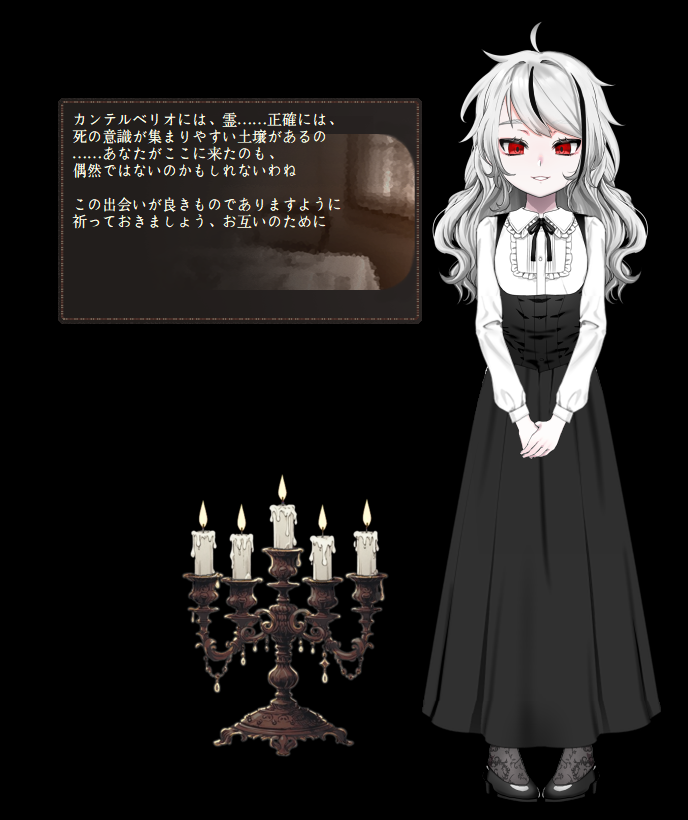 カンテルベリオには、霊……正確には、
死の意識が集まりやすい土壌があるの
……あなたがここに来たのも、
偶然ではないのかもしれないわね
この出会いが良きものでありますように
祈っておきましょう、お互いのために